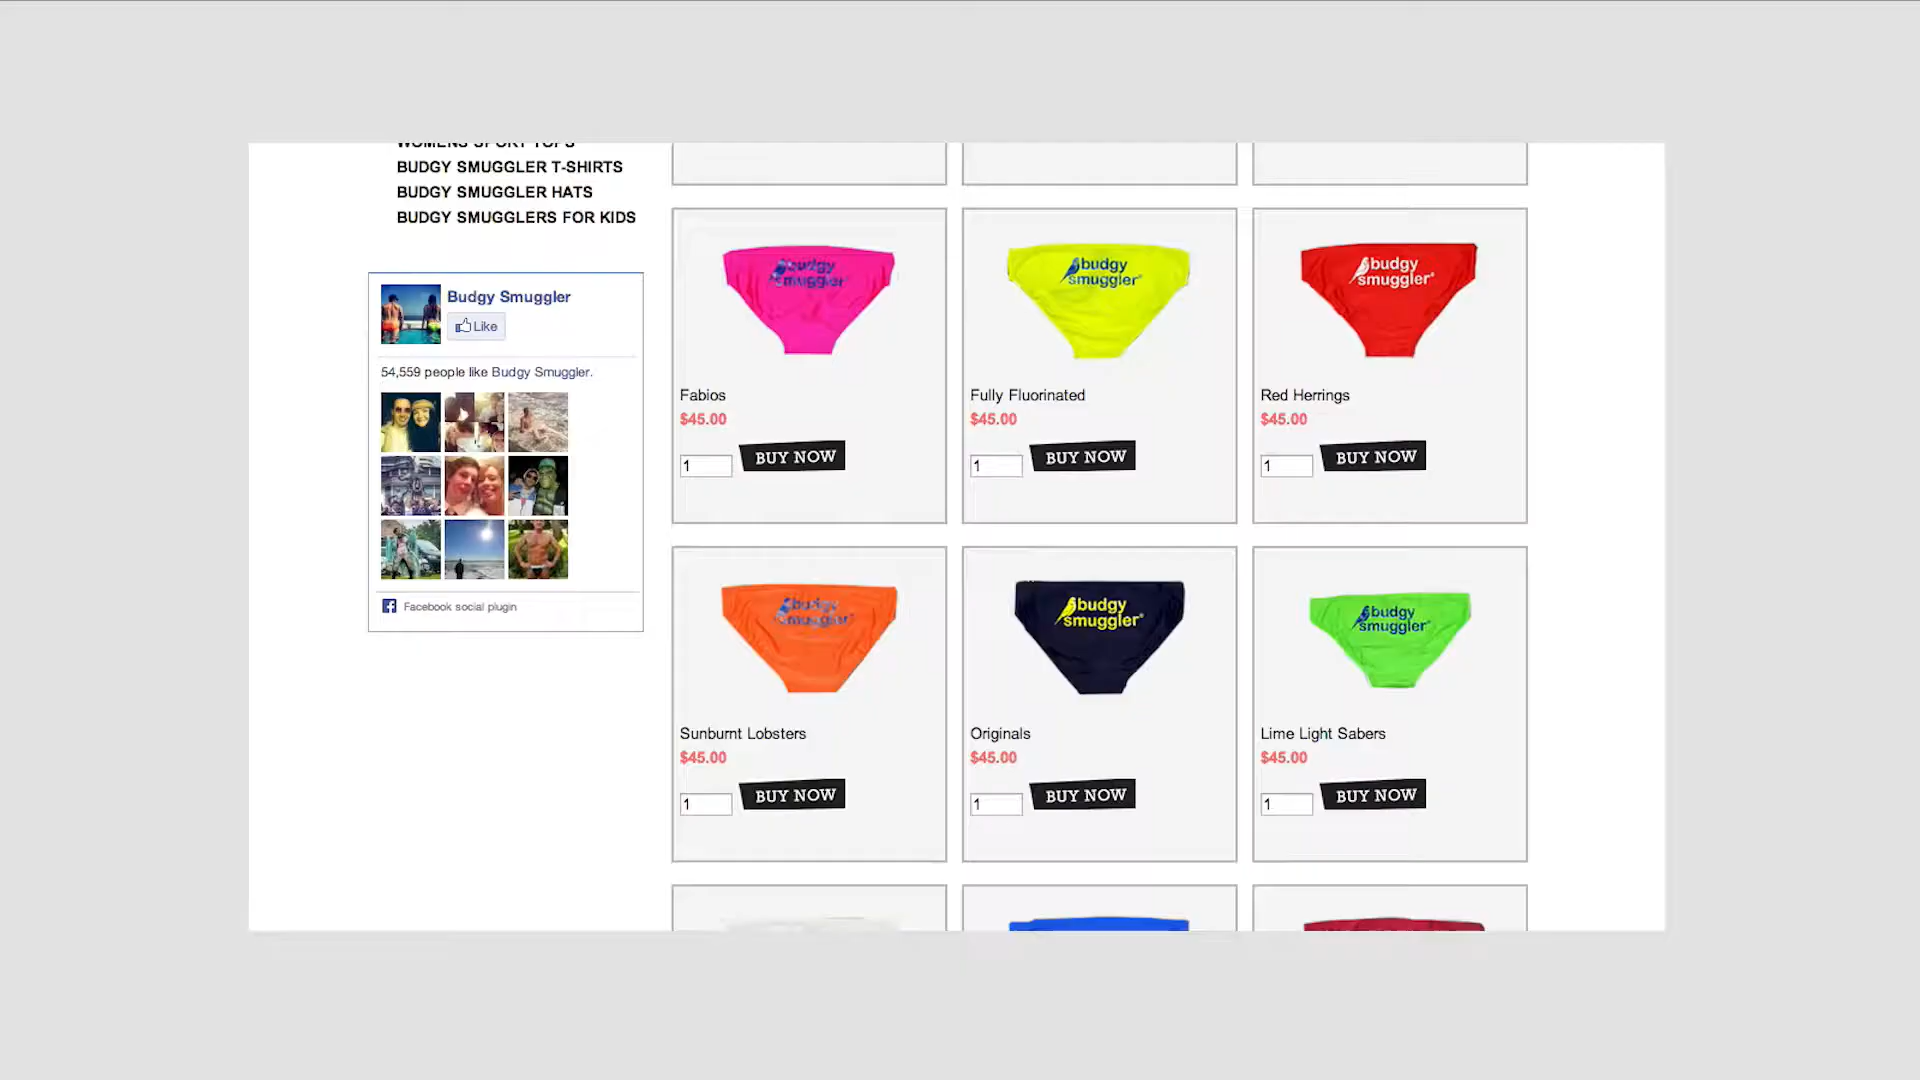 WOMENS SPORT TOPS
BUDGY SMUGGLER T-SHIRTS
BUDGY SMUGGLER HATS
BUDGY SMUGGLERS FOR KIDS
Budgy Smuggler
Like
54,559 people like Budgy Smuggler.
Facebook social plugin
budgy
smuggler
Fabios
$45.00
1
BUY NOW
budgy
smuggler
Fully Fluorinated
$45.00
1
BUY NOW
budgy
smuggler
Red Herrings
$45.00
1
BUY NOW
budgy
smuggler
Sunburnt Lobsters
$45.00
1
BUY NOW
budgy
smuggler
Originals
$45.00
1
BUY NOW
budgy
smuggler
Lime Light Sabers
$45.00
1
BUY NOW